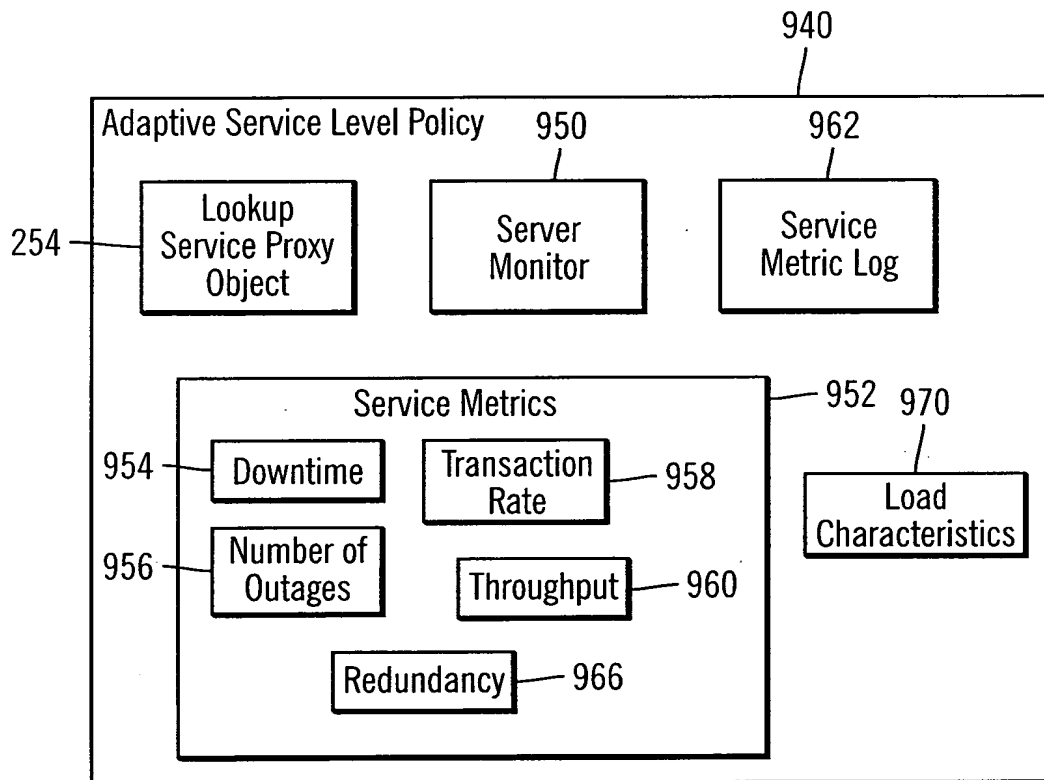 940
Adaptive Service Level Policy
950
962
254
Lookup
Service Proxy
Object
Server
Monitor
Service
Metric Log
Service Metrics
952
970
954
Downtime
Transaction
Rate
958
Load
Characteristics
956
Number of
Outages
Throughput
960
Redundancy
966